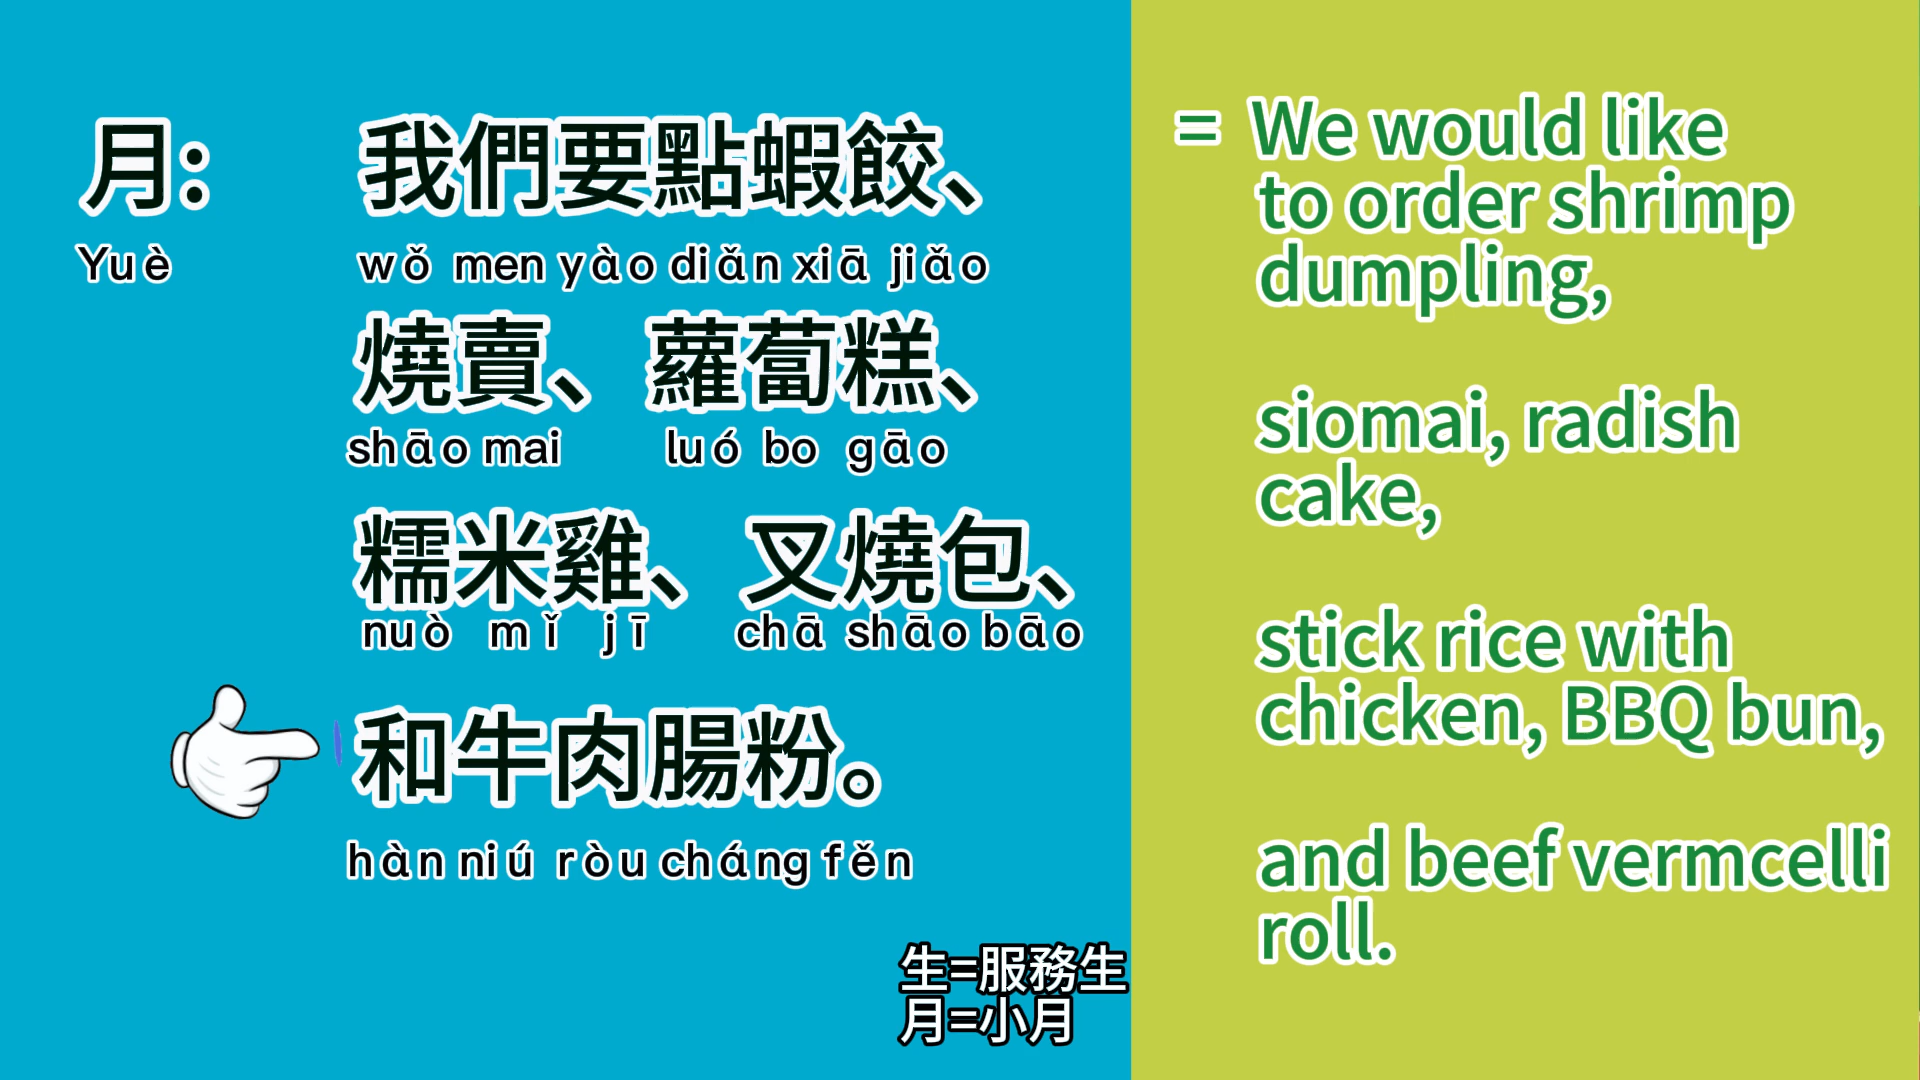 月: 我們要點蝦餃、
Yuè wǒ men yào diǎn xiā jiǎo
燒賣、蘿蔔糕、
shāo mai luó bo gāo
糯米雞、叉燒包、
nuò mǐ jī chā shāo bāo
和牛肉腸粉。
hàn niú ròu cháng fěn
生=服務生
月=小月
= We would like
to order shrimp
dumpling,
siomai, radish
cake,
stick rice with
chicken, BBQ bun,
and beef vermcelli
roll.